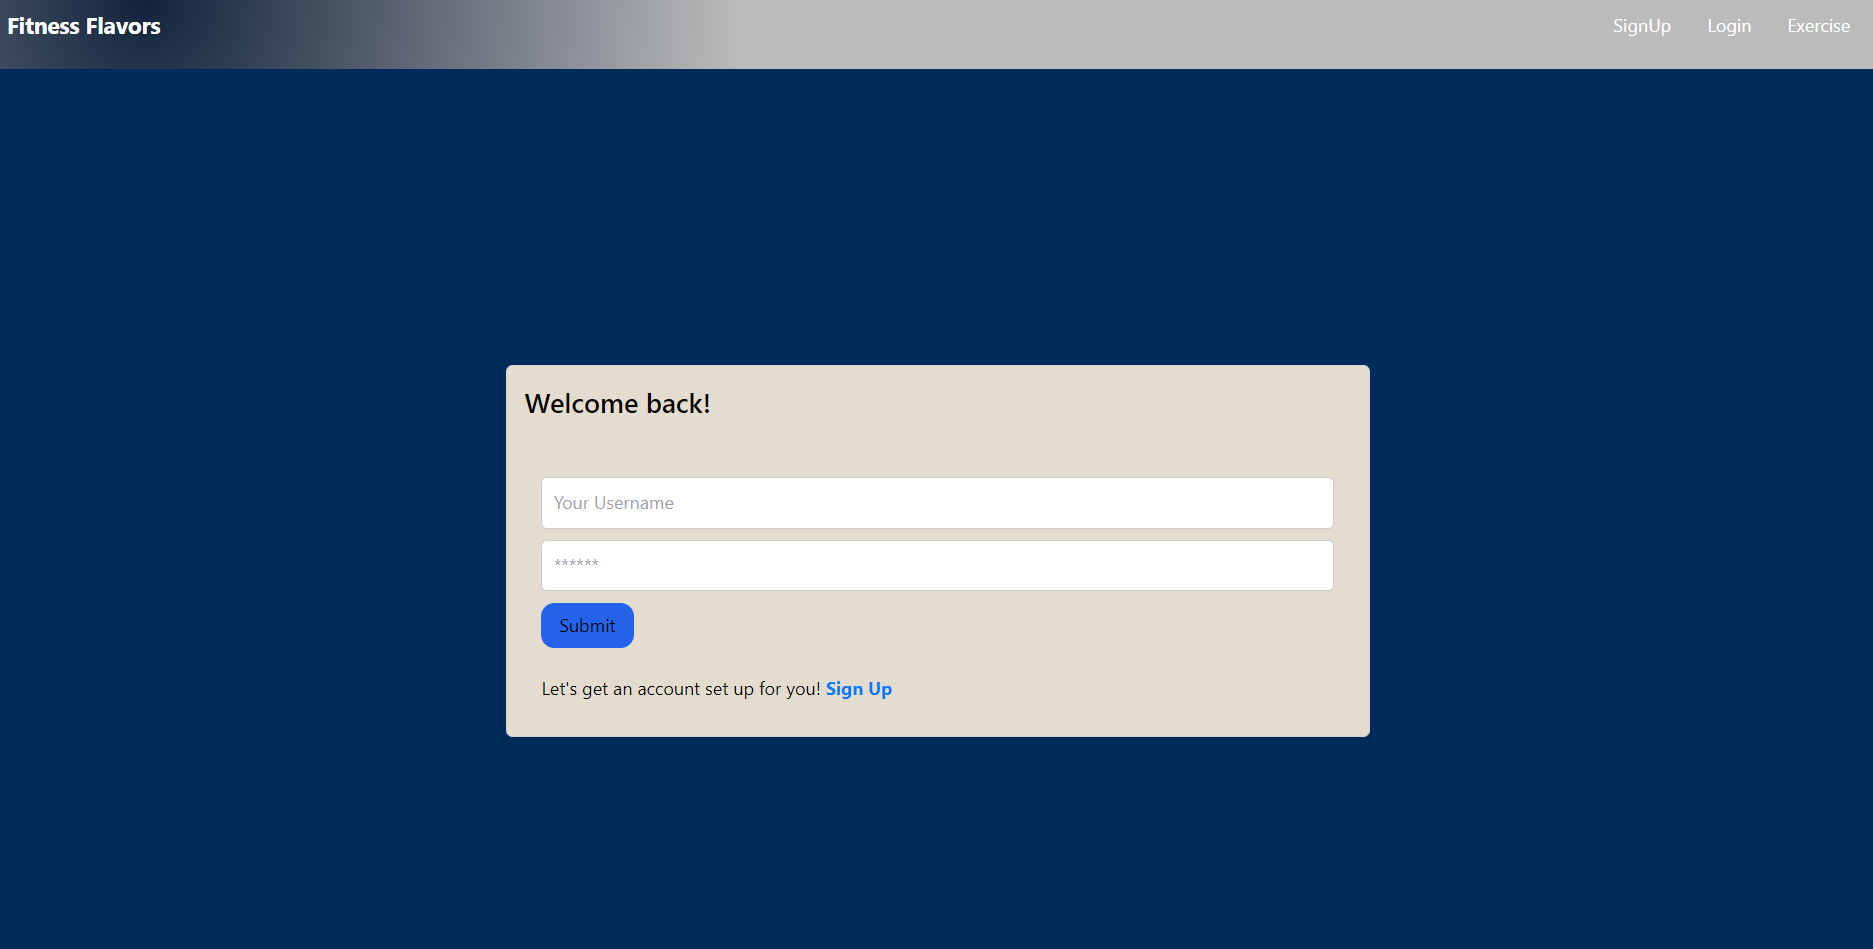 Fitness Flavors
SignUp Login Exercise
Welcome back!
Your Username
******
Submit
Let's get an account set up for you! Sign Up